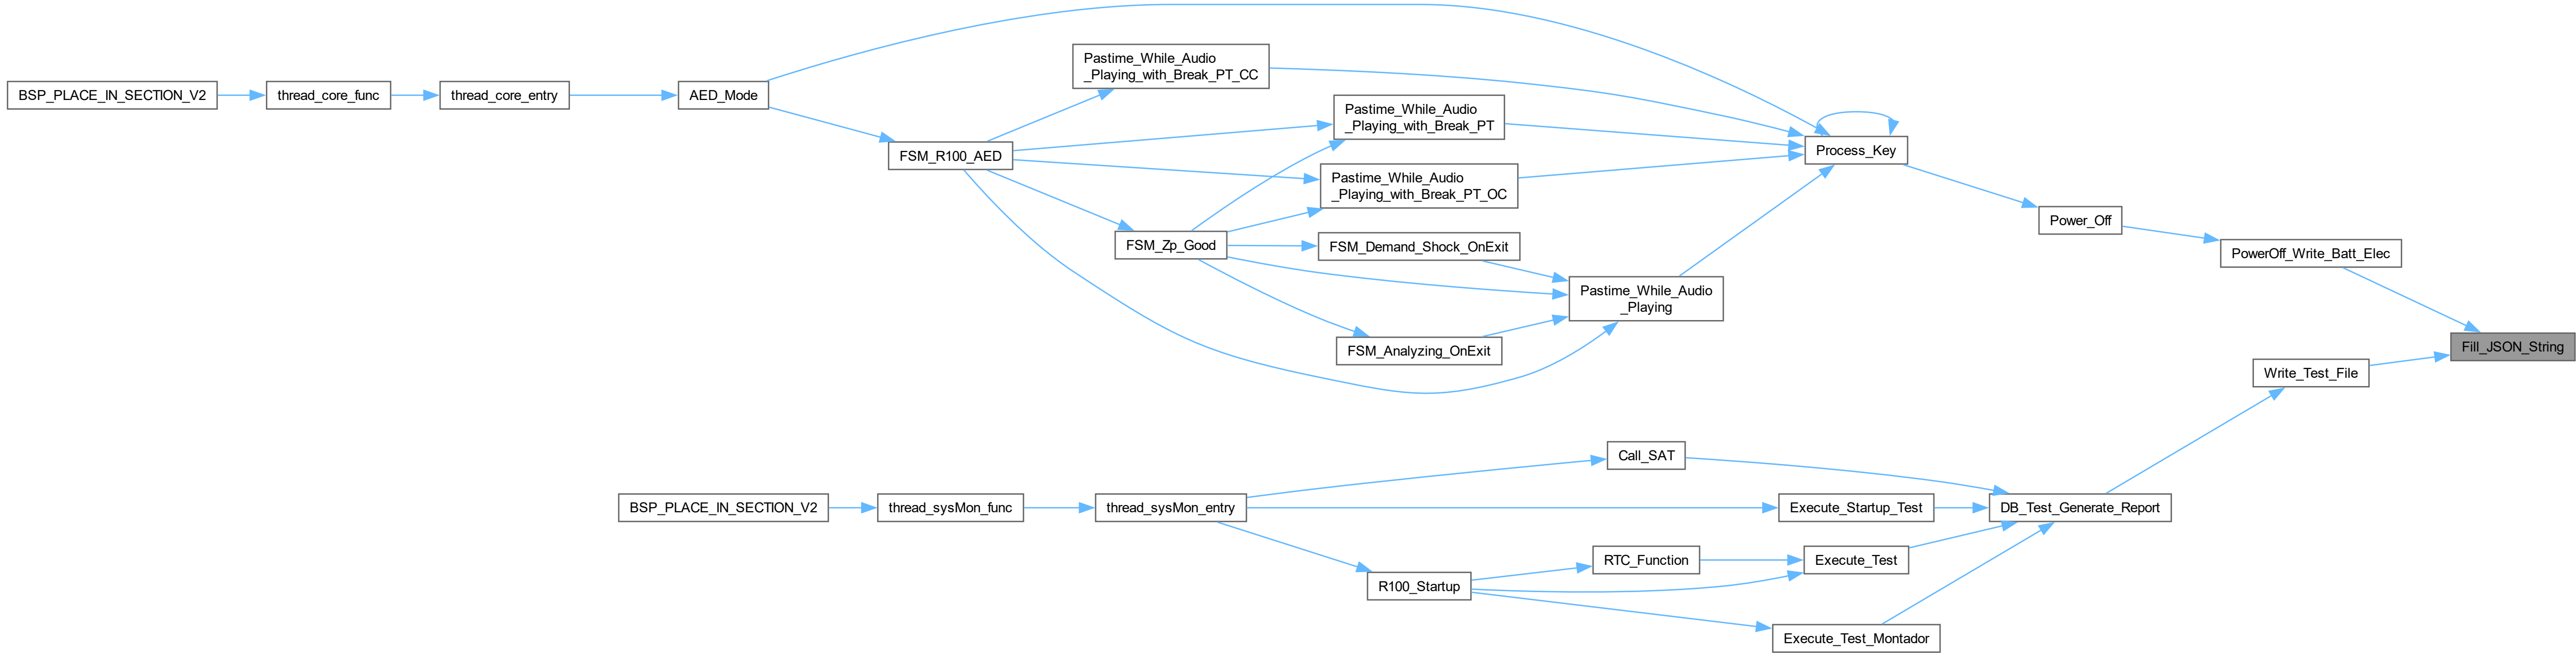 BSP_PLACE_IN_SECTION_V2
thread_core_func
thread_core_entry
AED_Mode
FSM_R100_AED
Pastime_While_Audio
_Playing_with_Break_PT_CC
Pastime_While_Audio
_Playing_with_Break_PT
Pastime_While_Audio
_Playing_with_Break_PT_OC
FSM_Zp_Good
FSM_Demand_Shock_OnExit
FSM_Analyzing_OnExit
Pastime_While_Audio
_Playing
Process_Key
Power_Off
PowerOff_Write_Batt_Elec
Fill_JSON_String
Write_Test_File
BSP_PLACE_IN_SECTION_V2
thread_sysMon_func
thread_sysMon_entry
Call_SAT
Execute_Startup_Test
DB_Test_Generate_Report
RTC_Function
Execute_Test
R100_Startup
Execute_Test_Montador